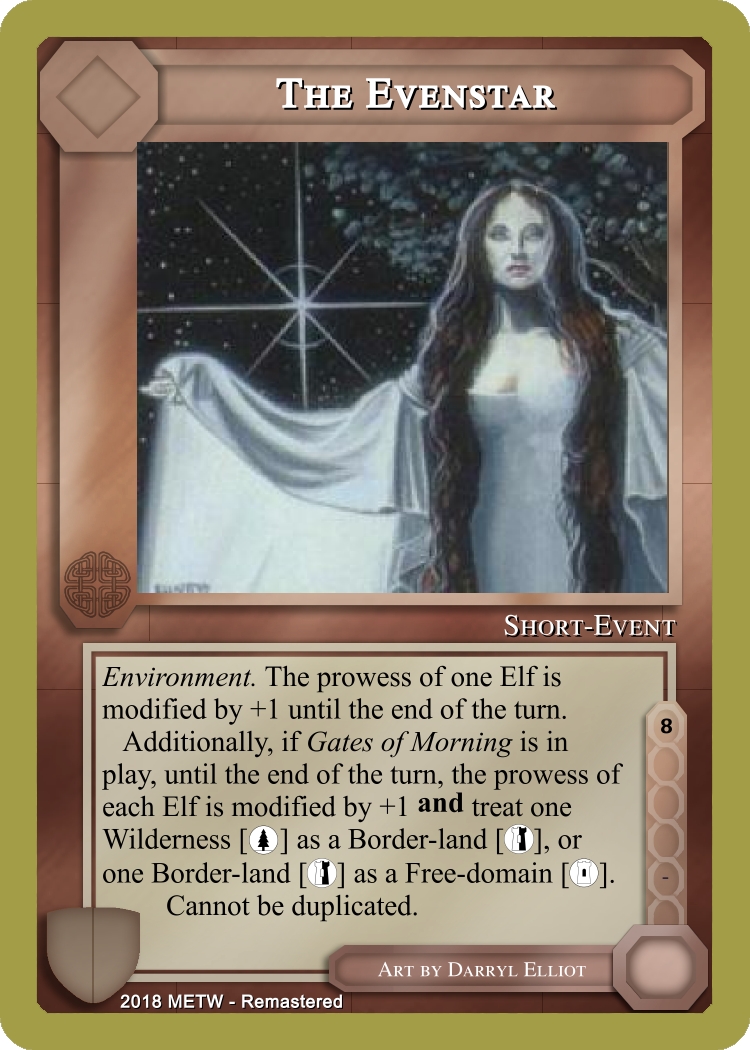 The Evenstar
Short-Event
Environment. The prowess of one Elf is
modified by +1 until the end of the turn.
Additionally, if Gates of Morning is in
play, until the end of the turn, the prowess of
each Elf is modified by +1 and treat one
Wilderness [] as a Border-land [], or
one Border-land [] as a Free-domain [].
Cannot be duplicated.
8
-
Art by Darryl Elliot
2018 METW - Remastered